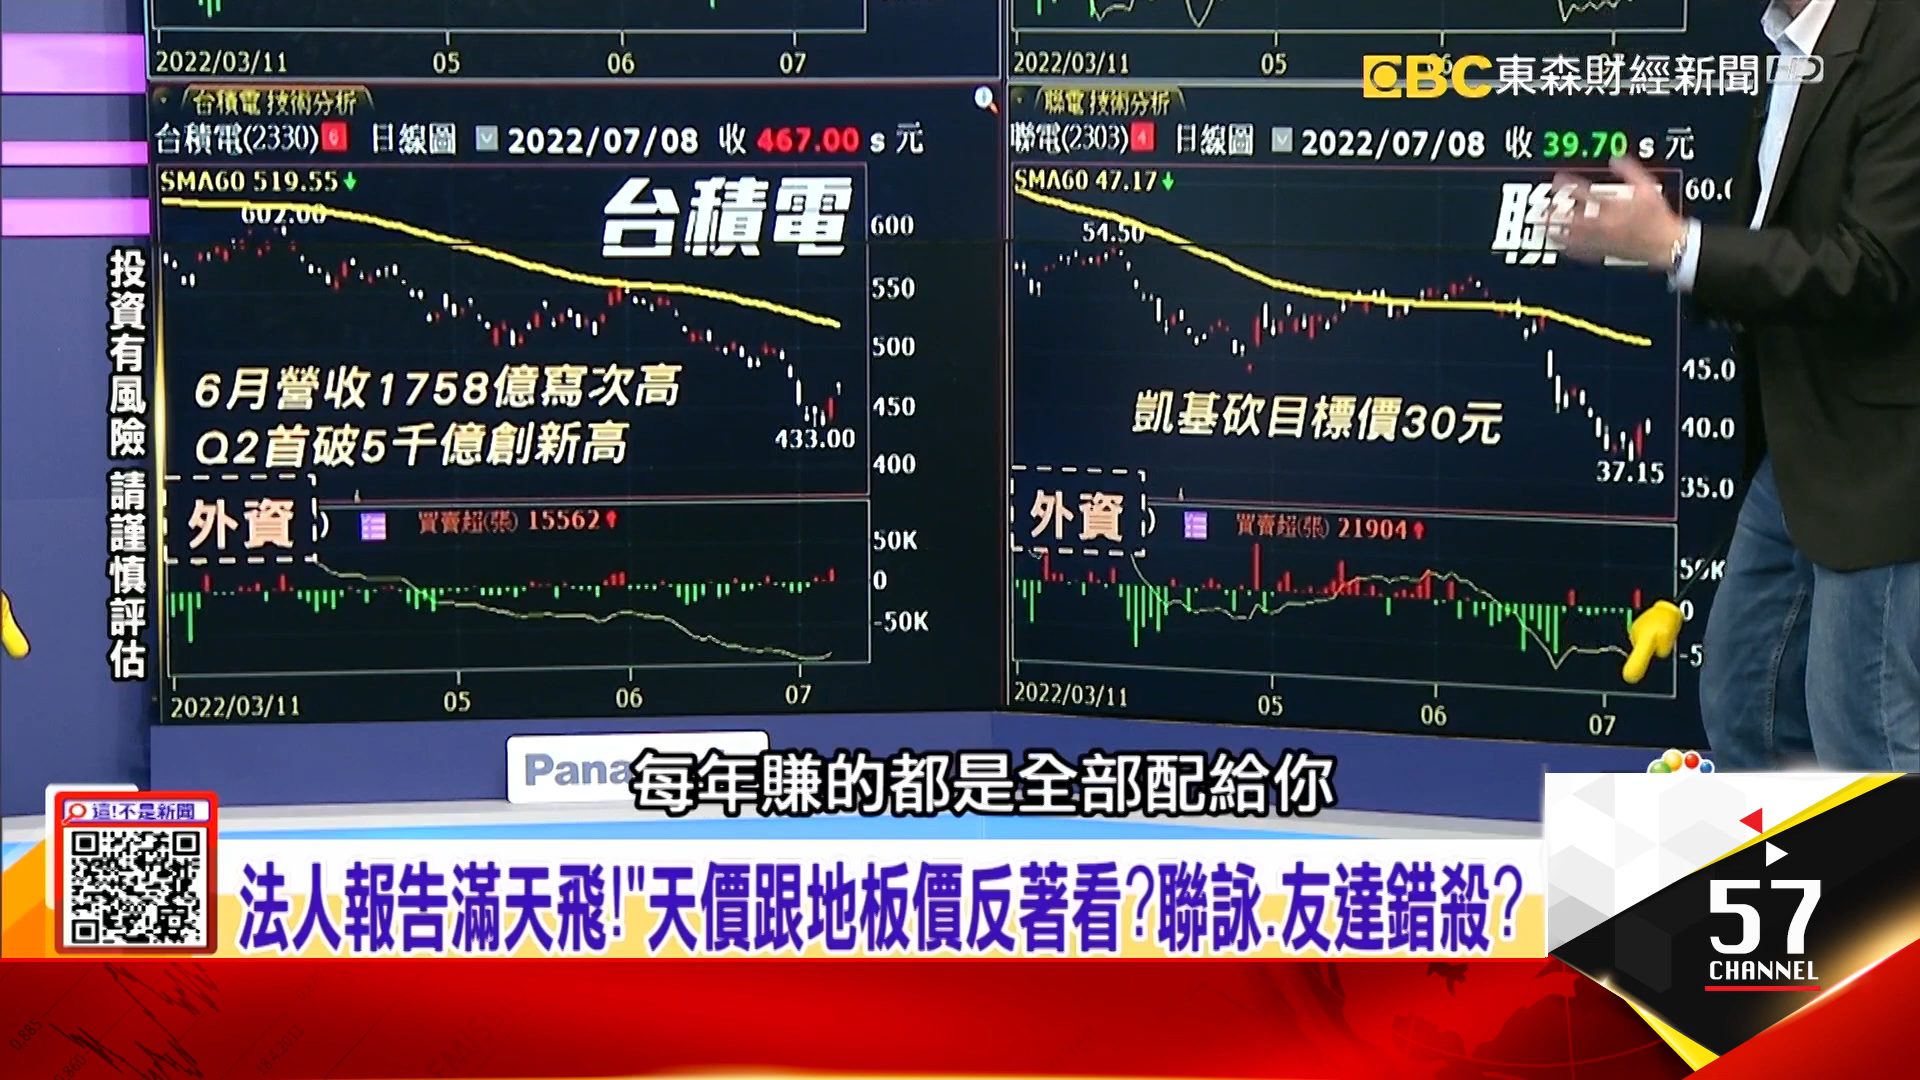 2022/03/11 05 06 07
2022/03/11 05 06
EBC 東森財經新聞 HD
台積電 技術分析
台積電(2330) 6 日線圖 2022/07/08 收 467.00 s 元
SMA60 519.55
602.00
台積電
600
550
500
450
400
6月營收1758億寫次高
Q2首破5千億創新高
433.00
外資
買賣超(張) 15562
50K
0
-50K
2022/03/11 05 06 07
聯電 技術分析
聯電(2303) 4 日線圖 2022/07/08 收 39.70 s 元
SMA60 47.17
54.50
聯
45.0
40.0
35.0
凱基砍目標價30元
37.15
外資
買賣超(張) 21904
0
2022/03/11 05 06 07
投資有風險 請謹慎評估
Pana
每年賺的都是全部配給你
這!不是新聞
法人報告滿天飛!"天價跟地板價反著看?聯詠.友達錯殺?
57
CHANNEL